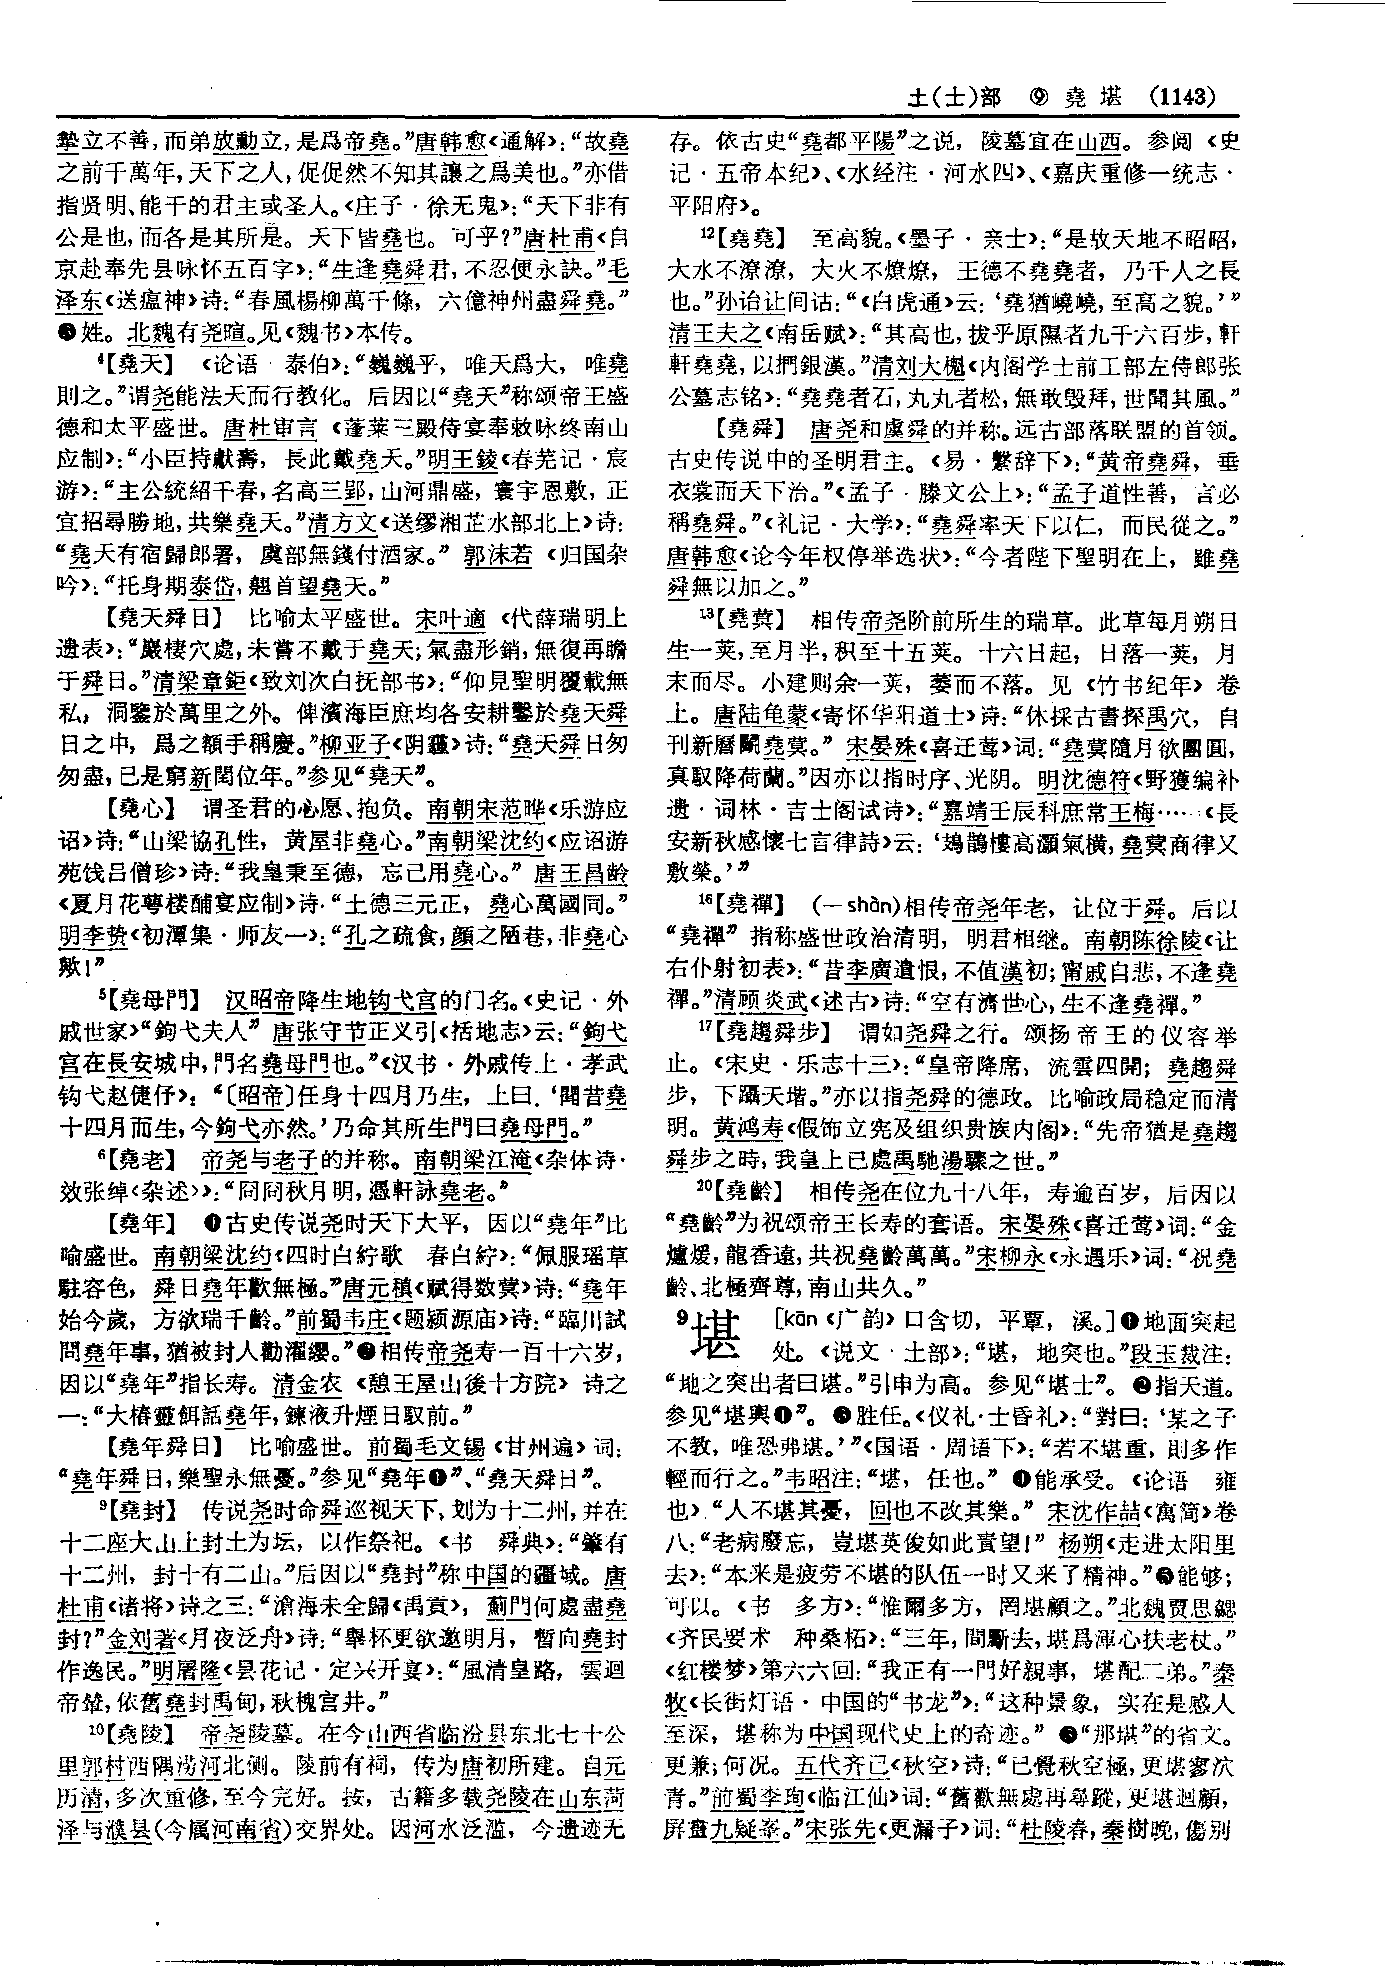 土(士)部 ⑨ 堯 堪 (1143)
摯立不善,而弟放勳立,是爲帝堯。”唐韩愈《通解》:“故堯
之前千萬年,天下之人,促促然不知其讓之爲美也。”亦借
指贤明、能干的君主或圣人。《庄子·徐无鬼》:“天下非有
公是也,而各是其所是。天下皆堯也。可乎?”唐杜甫《自
京赴奉先县咏怀五百字》:“生逢堯舜君,不忍便永訣。”毛
泽东《送瘟神》诗:“春風楊柳萬千條,六億神州盡舜堯。”
❸姓。北魏有尧暄。见《魏书》本传。
4【堯天】 《论语·泰伯》:“巍巍乎,唯天爲大,唯堯
則之。”谓尧能法天而行教化。后因以“堯天”称颂帝王盛
德和太平盛世。唐杜审言《蓬莱三殿侍宴奉敕咏终南山
应制》:“小臣持獻壽,長此戴堯天。”明王錂《春芜记·宸
游》:“主公統紹千春,名高三郢,山河鼎盛,寰宇恩敷,正
宜招尋勝地,共樂堯天。”清方文《送缪湘芷水部北上》诗:
“堯天有宿歸郎署,虞部無錢付酒家。”郭沫若《归国杂
吟》:“托身期泰岱,翹首望堯天。”
【堯天舜日】 比喻太平盛世。宋叶適《代薛瑞明上
遗表》:“巖棲穴處,未嘗不戴于堯天;氣盡形銷,無復再瞻
于舜日。”清梁章鉅《致刘次白抚部书》:“仰見聖明覆載無
私,洞鑒於萬里之外。俾濱海臣庶均各安耕鑿於堯天舜
日之中,爲之額手稱慶。”柳亚子《阴霾》诗:“堯天舜日匆
匆盡,已是窮新閏位年。”参见“堯天”。
【堯心】 谓圣君的心愿、抱负。南朝宋范晔《乐游应
诏》诗:“山梁協孔性,黄屋非堯心。”南朝梁沈约《应诏游
苑饯吕僧珍》诗:“我皇秉至德,忘己用堯心。”唐王昌龄
《夏月花萼楼酺宴应制》诗:“土德三元正,堯心萬國同。”
明李贽《初潭集·师友一》:“孔之疏食,顔之陋巷,非堯心
歟!”
5【堯母門】 汉昭帝降生地钩弋宫的门名。《史记·外
戚世家》“鉤弋夫人”唐张守节正义引《括地志》云:“鉤弋
宫在長安城中,門名堯母門也。”《汉书·外戚传上·孝武
钩弋赵倢伃》:“〔昭帝〕任身十四月乃生,上曰:‘聞昔堯
十四月而生,今鉤弋亦然。’乃命其所生門曰堯母門。”
6【堯老】 帝尧与老子的并称。南朝梁江淹《杂体诗·
效张绰〈杂述〉》:“冏冏秋月明,憑軒詠堯老。”
【堯年】 ❶古史传说尧时天下太平,因以“堯年”比
喻盛世。南朝梁沈约《四时白紵歌·春白紵》:“佩服瑶草
駐容色,舜日堯年歡無極。”唐元稹《赋得数蓂》诗:“堯年
始今歲,方欲瑞千齡。”前蜀韦庄《题颍源庙》诗:“臨川試
問堯年事,猶被封人勸濯纓。”❷相传帝尧寿一百十六岁,
因以“堯年”指长寿。清金农《憩王屋山後十方院》诗之
一:“大椿靈餌話堯年,鍊液升煙日馭前。”
【堯年舜日】 比喻盛世。前蜀毛文锡《甘州遍》词:
“堯年舜日,樂聖永無憂。”参见“堯年❶”、“堯天舜日”。
9【堯封】 传说尧时命舜巡视天下,划为十二州,并在
十二座大山上封土为坛,以作祭祀。《书·舜典》:“肇有
十二州,封十有二山。”后因以“堯封”称中国的疆域。唐
杜甫《诸将》诗之三:“滄海未全歸《禹貢》,薊門何處盡堯
封?”金刘著《月夜泛舟》诗:“舉杯更欲邀明月,暫向堯封
作逸民。”明屠隆《昙花记·定兴开宴》:“風清皇路,雲迴
帝輦,依舊堯封禹甸,秋槐宫井。”
10【堯陵】 帝尧陵墓。在今山西省临汾县东北七十公
里郭村西隅涝河北侧。陵前有祠,传为唐初所建。自元
历清,多次重修,至今完好。按,古籍多载尧陵在山东菏
泽与濮县(今属河南省)交界处。因河水泛滥,今遗迹无
存。依古史“堯都平陽”之说,陵墓宜在山西。参阅《史
记·五帝本纪》、《水经注·河水四》、《嘉庆重修一统志·
平阳府》。
12【堯堯】 至高貌。《墨子·亲士》:“是故天地不昭昭,
大水不潦潦,大火不燎燎,王德不堯堯者,乃千人之長
也。”孙诒让间诂:“《白虎通》云:‘堯猶嶢嶢,至高之貌。’”
清王夫之《南岳赋》:“其高也,拔乎原隰者九千六百步,軒
軒堯堯,以捫銀漢。”清刘大櫆《内阁学士前工部左侍郎张
公墓志铭》:“堯堯者石,丸丸者松,無敢毁拜,世聞其風。”
【堯舜】 唐尧和虞舜的并称。远古部落联盟的首领。
古史传说中的圣明君主。《易·繫辞下》:“黄帝堯舜,垂
衣裳而天下治。”《孟子·滕文公上》:“孟子道性善,言必
稱堯舜。”《礼记·大学》:“堯舜率天下以仁,而民從之。”
唐韩愈《论今年权停举选状》:“今者陛下聖明在上,雖堯
舜無以加之。”
13【堯蓂】 相传帝尧阶前所生的瑞草。此草每月朔日
生一荚,至月半,积至十五荚。十六日起,日落一荚,月
末而尽。小建则余一荚,萎而不落。见《竹书纪年》卷
上。唐陆龟蒙《寄怀华阳道士》诗:“休採古書探禹穴,自
刊新曆鬭堯蓂。”宋晏殊《喜迁莺》词:“堯蓂隨月欲團圓,
真馭降荷蘭。”因亦以指时序、光阴。明沈德符《野獲编补
遗·词林·吉士阁试诗》:“嘉靖壬辰科庶常王梅……《長
安新秋感懷七言律詩》云:‘鳷鵲樓高灝氣橫,堯蓂商律又
敷榮。’”
16【堯禪】 (—shàn)相传帝尧年老,让位于舜。后以
“堯禪”指称盛世政治清明,明君相继。南朝陈徐陵《让
右仆射初表》:“昔李廣遺恨,不值漢初;甯戚自悲,不逢堯
禪。”清顾炎武《述古》诗:“空有濟世心,生不逢堯禪。”
17【堯趨舜步】 谓如尧舜之行。颂扬帝王的仪容举
止。《宋史·乐志十三》:“皇帝降席,流雲四開;堯趨舜
步,下躡天堦。”亦以指尧舜的德政。比喻政局稳定而清
明。黄鸿寿《假饰立宪及组织贵族内阁》:“先帝猶是堯趨
舜步之時,我皇上已處禹馳湯驟之世。”
20【堯齡】 相传尧在位九十八年,寿逾百岁,后因以
“堯齡”为祝颂帝王长寿的套语。宋晏殊《喜迁莺》词:“金
爐煖,龍香遠,共祝堯齡萬萬。”宋柳永《永遇乐》词:“祝堯
齡、北極齊尊,南山共久。”
9堪 [kān《广韵》口含切,平覃,溪。]❶地面突起
处。《说文·土部》:“堪,地突也。”段玉裁注:
“地之突出者曰堪。”引申为高。参见“堪士”。❷指天道。
参见“堪輿❶”。❸胜任。《仪礼·士昏礼》:“對曰:‘某之子
不教,唯恐弗堪。’”《国语·周语下》:“若不堪重,則多作
輕而行之。”韦昭注:“堪,任也。”❹能承受。《论语·雍
也》:“人不堪其憂,回也不改其樂。”宋沈作喆《寓简》卷
八:“老病廢忘,豈堪英俊如此責望!”杨朔《走进太阳里
去》:“本来是疲劳不堪的队伍一时又来了精神。”❺能够;
可以。《书·多方》:“惟爾多方,罔堪顧之。”北魏贾思勰
《齐民要术·种桑柘》:“三年,間斸去,堪爲渾心扶老杖。”
《红楼梦》第六六回:“我正有一門好親事,堪配二弟。”秦
牧《长街灯语·中国的“书龙”》:“这种景象,实在是感人
至深,堪称为中国现代史上的奇迹。”❻“那堪”的省文。
更兼;何况。五代齐己《秋空》诗:“已覺秋空極,更堪寥泬
青。”前蜀李珣《临江仙》词:“舊歡無處再尋蹤,更堪迴顧,
屏畫九疑峯。”宋张先《更漏子》词:“杜陵春,秦樹晚,傷别